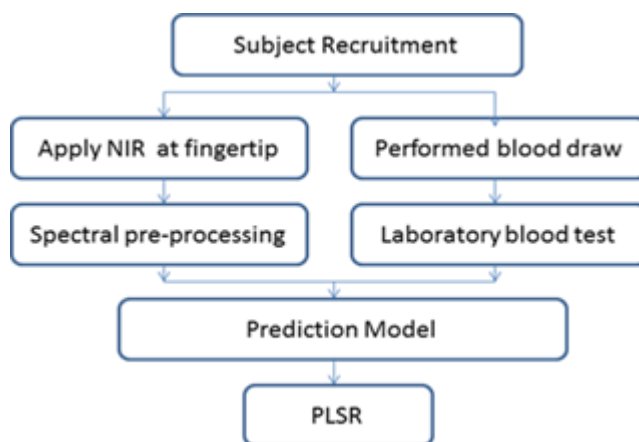 Subject Recruitment
Apply NIR at fingertip
Performed blood draw
Spectral pre-processing
Laboratory blood test
Prediction Model
PLSR